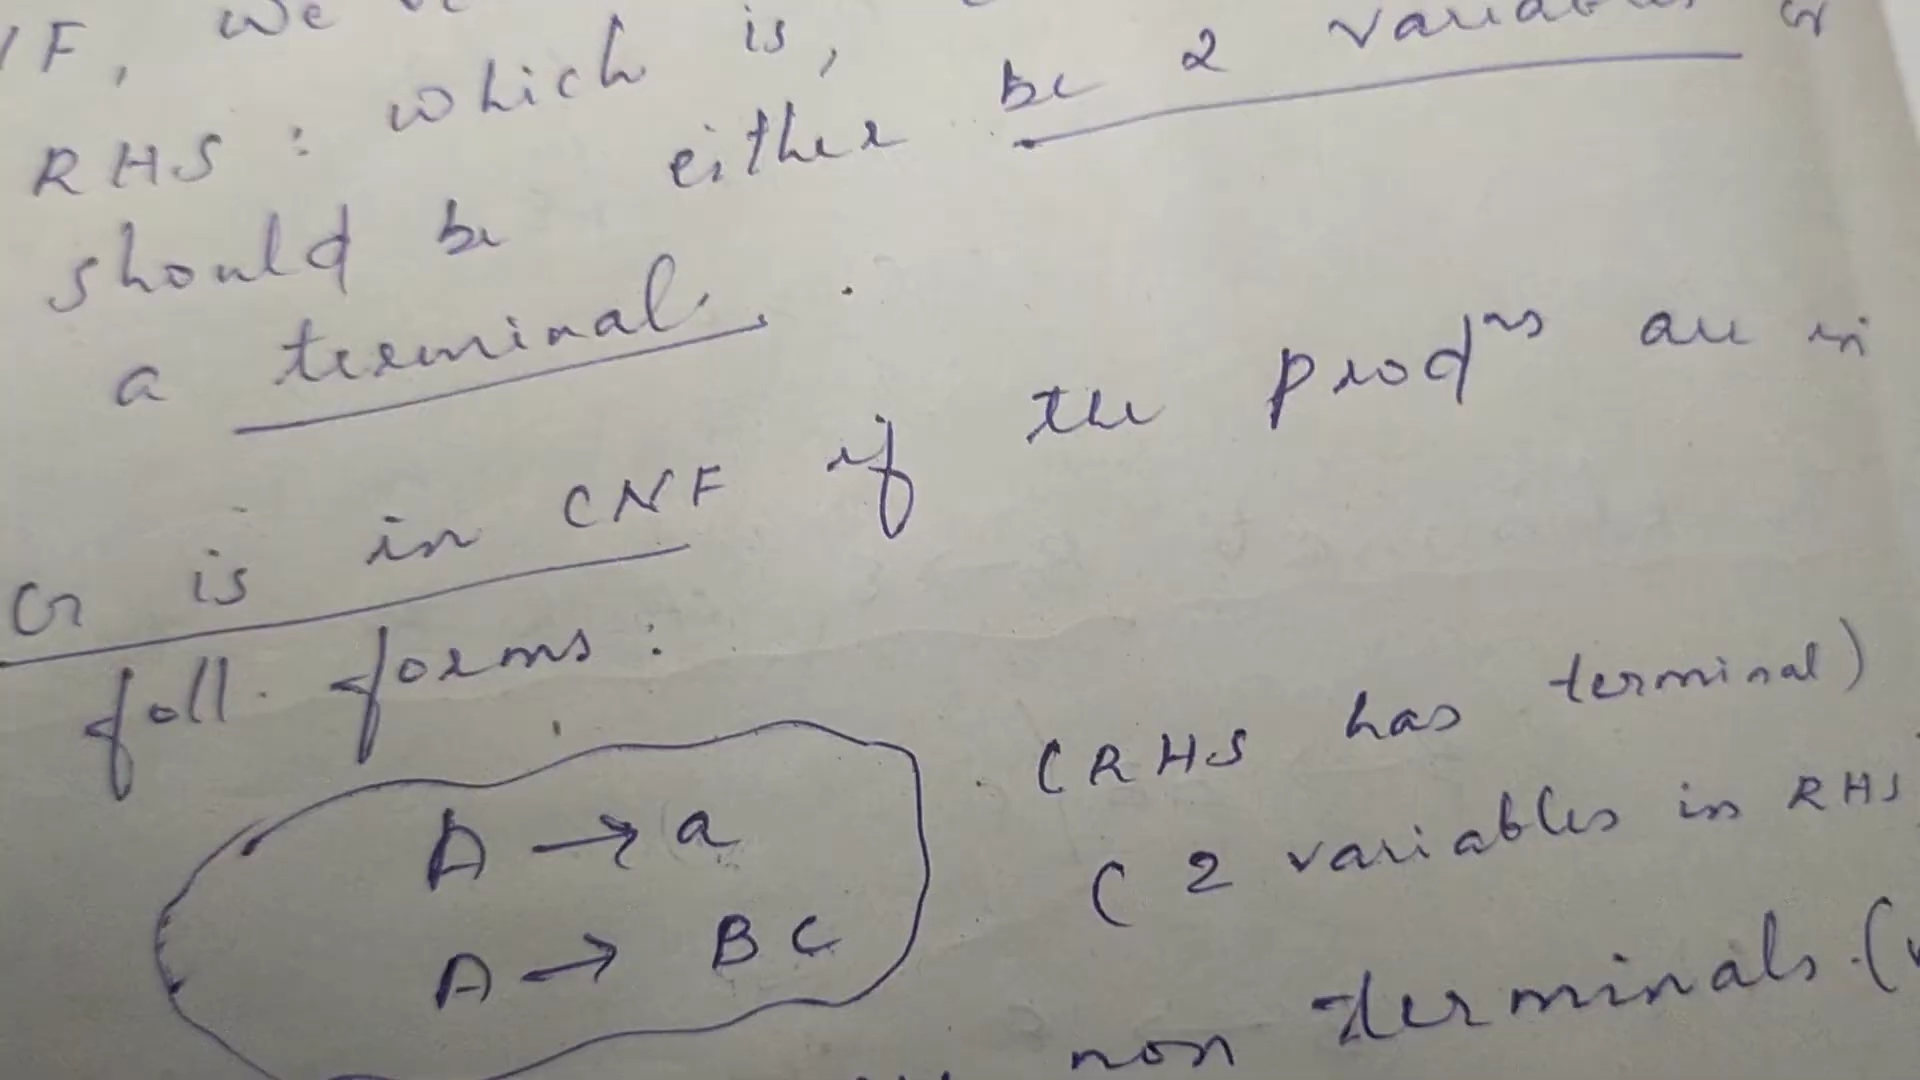 F, we
RHS : which is,
should be either be 2 variables or
a terminal.
G is in CNF if the prodns are in
foll. forms :
A → a (RHS has terminal)
A → BC ( 2 variables in RHS
non terminals. (